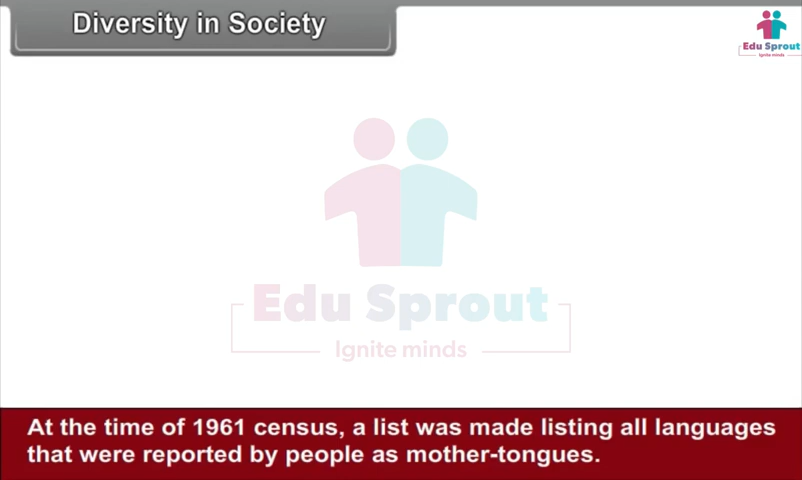 Diversity in Society
Edu Sprout
Ignite minds
Edu Sprout
Ignite minds
At the time of 1961 census, a list was made listing all languages
that were reported by people as mother-tongues.